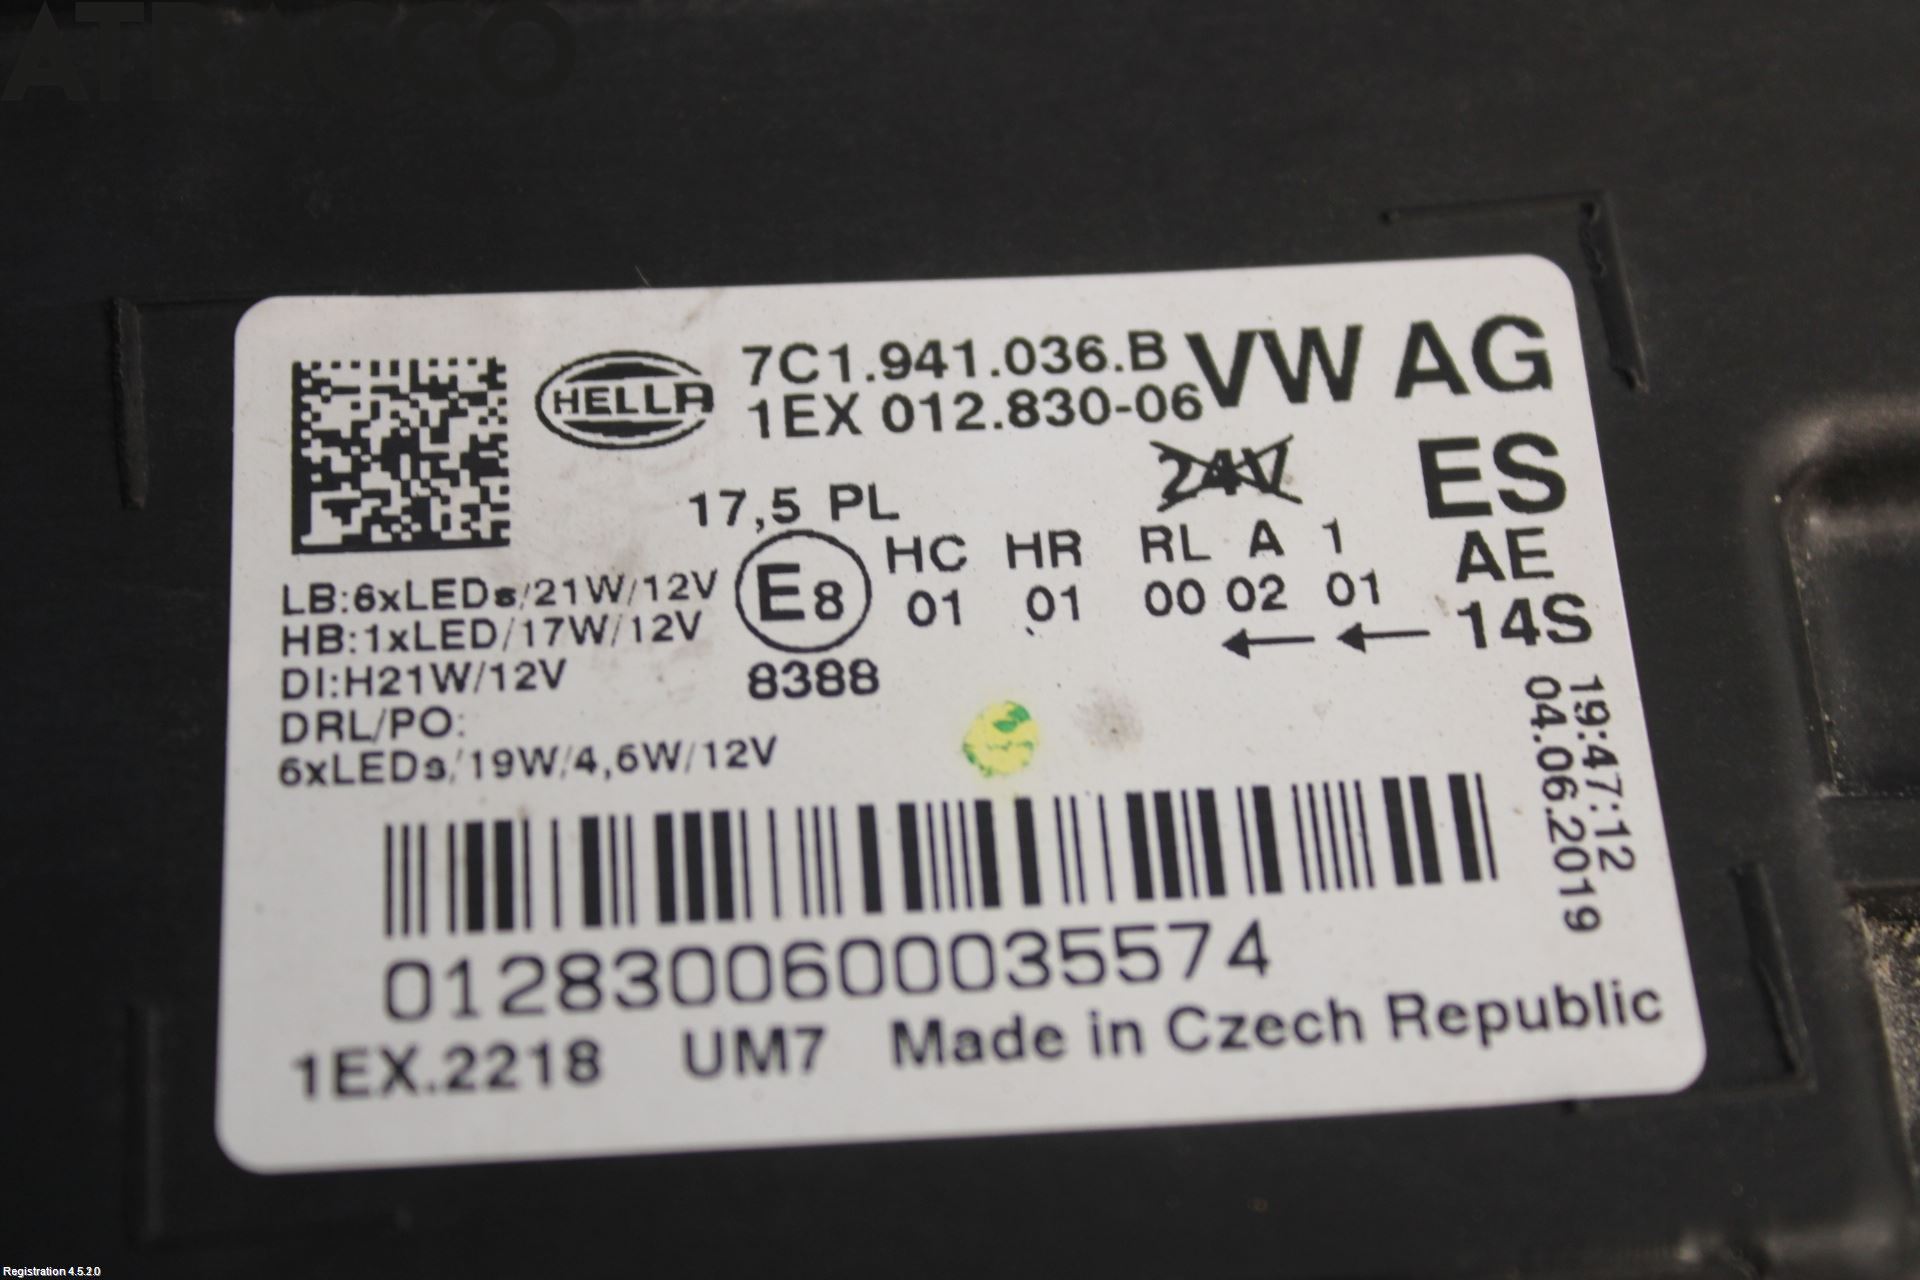 ATRACCO
HELLA
7C1.941.036.B VW AG
1EX 012.830-06
24V
ES
17,5 PL
HC HR RL A 1
AE
E8
01 01 00 02 01
14S
8388
LB:6xLEDs/21W/12V
HB:1xLED/17W/12V
DI:H21W/12V
DRL/PO:
6xLEDs/19W/4,6W/12V
19:47:12
04.06.2019
0128300600035574
1EX.2218 UM7 Made in Czech Republic
Registration 4.5.2.0